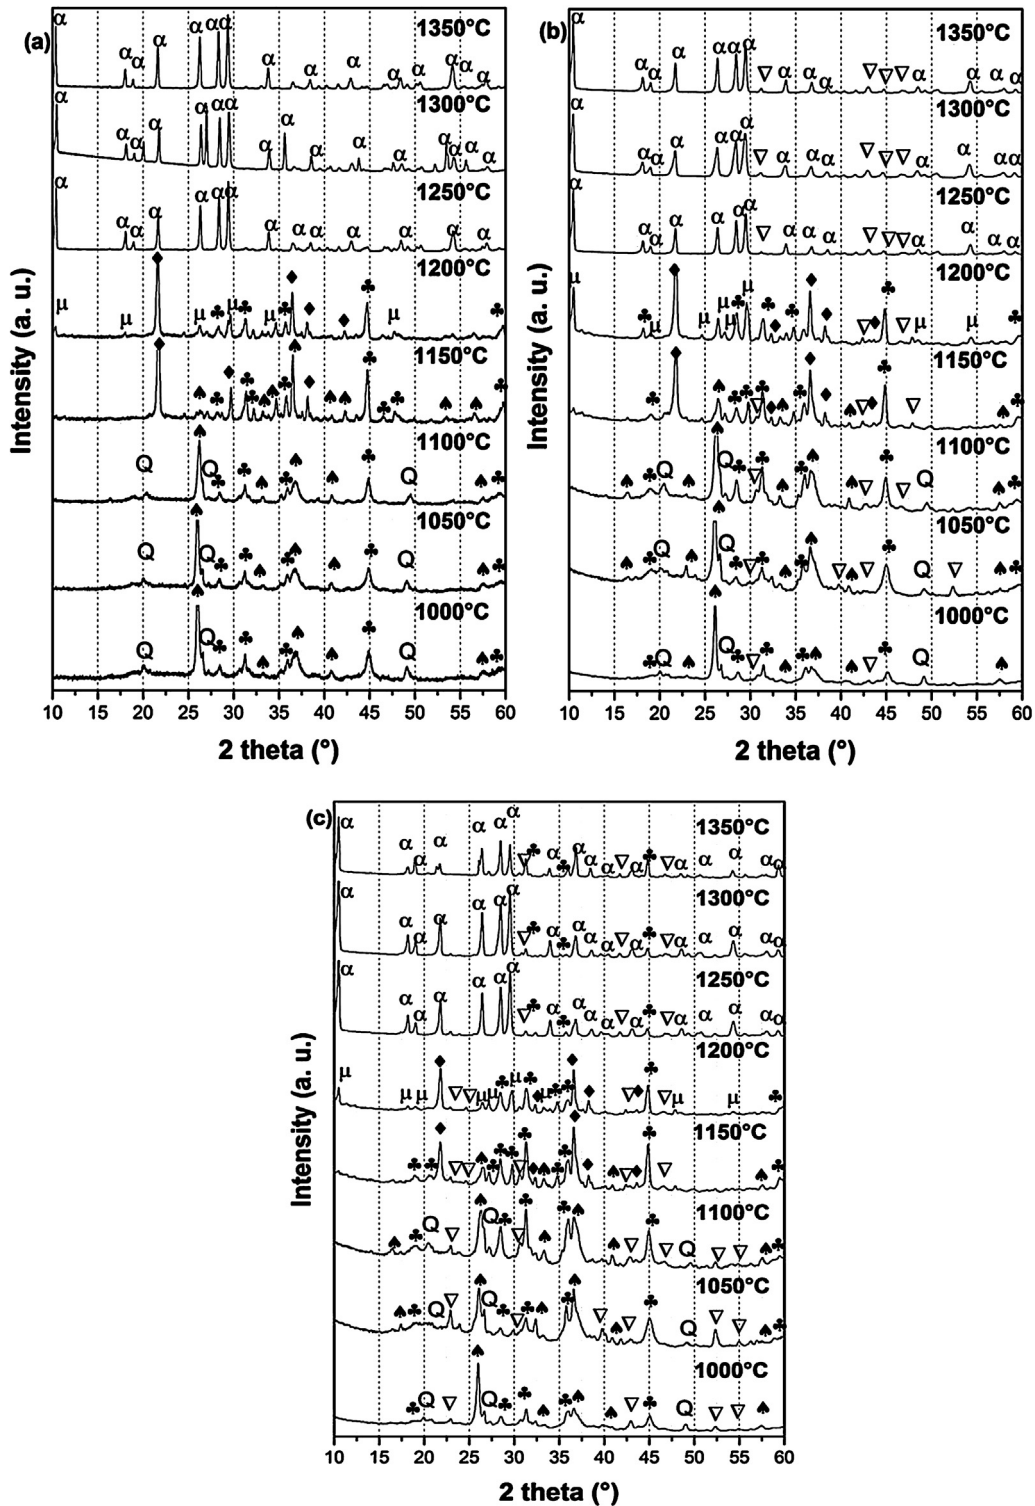 (a)
1350°C
α α α α α α α α α α α α α α
1300°C
α α α α α α α α α α α α α α α
1250°C
α α α α α α α α α α α α α α
1200°C
μ μ μ μ μ μ
1150°C
1100°C
Q Q Q
1050°C
Q Q Q
1000°C
Q Q Q
Intensity (a. u.)
10 15 20 25 30 35 40 45 50 55 60
2 theta (°)
(b)
1350°C
1300°C
1250°C
1200°C
1150°C
1100°C
Q Q Q
1050°C
Q Q Q
1000°C
Q Q Q
Intensity (a. u.)
10 15 20 25 30 35 40 45 50 55 60
2 theta (°)
(c)
1350°C
1300°C
1250°C
1200°C
1150°C
1100°C
Q Q Q
1050°C
Q Q Q
1000°C
Q Q Q
Intensity (a. u.)
10 15 20 25 30 35 40 45 50 55 60
2 theta (°)